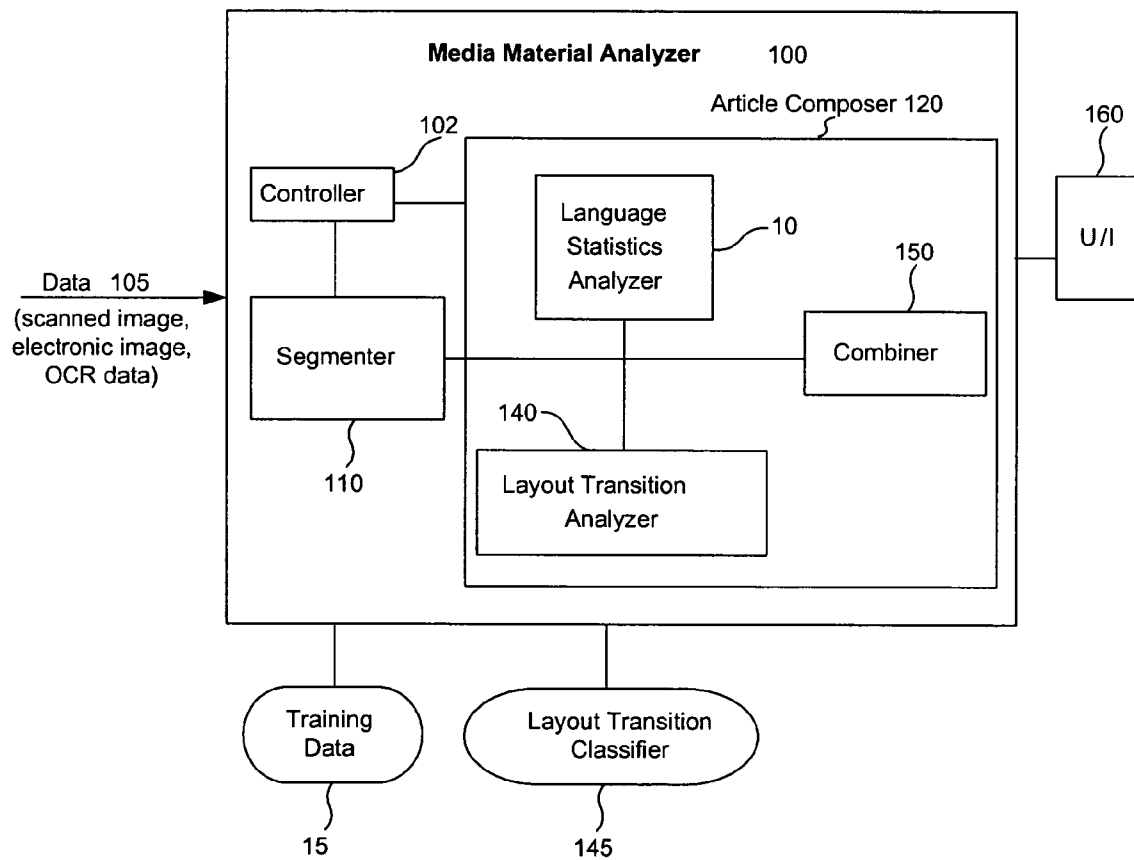 Media Material Analyzer 100
Article Composer 120
102
160
Controller
Language
Statistics
Analyzer
10
U/I
150
Data 105
(scanned image,
electronic image,
OCR data)
Segmenter
Combiner
140
110
Layout Transition
Analyzer
Training
Data
Layout Transition
Classifier
15
145